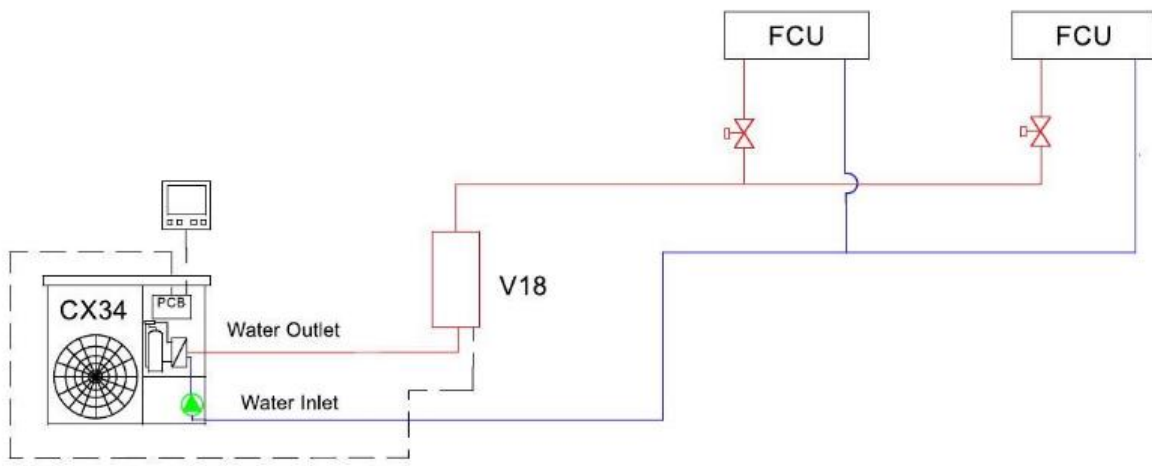 FCU
FCU
V18
PCB
CX34
Water Outlet
Water Inlet